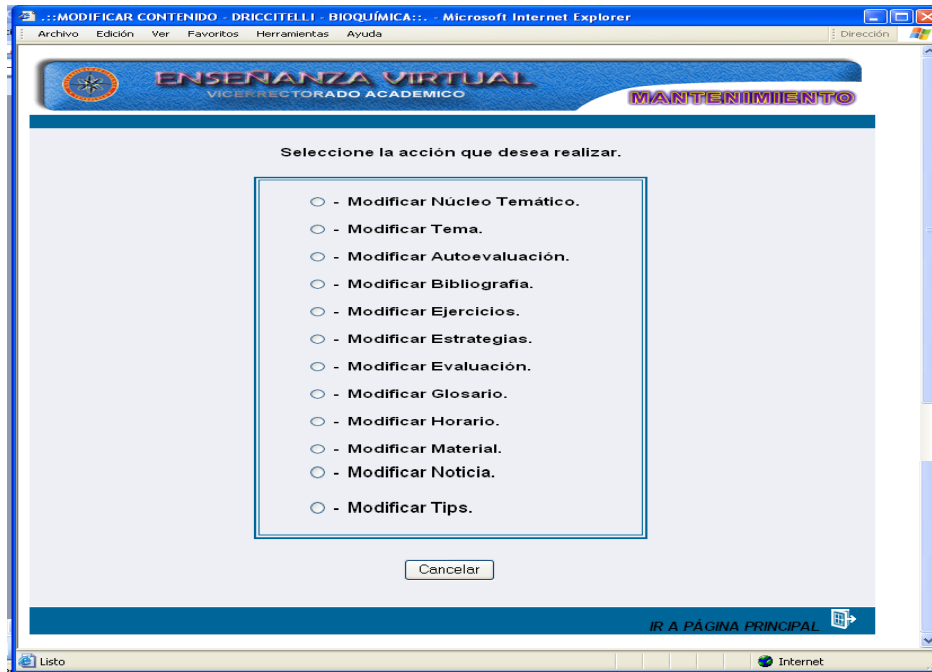 .::MODIFICAR CONTENIDO - DRICCITELLI - BIOQUÍMICA::. - Microsoft Internet Explorer
Archivo Edición Ver Favoritos Herramientas Ayuda Dirección
ENSEÑANZA VIRTUAL
VICERRECTORADO ACADEMICO
MANTENIMIENTO
Seleccione la acción que desea realizar.
- Modificar Núcleo Temático.
- Modificar Tema.
- Modificar Autoevaluación.
- Modificar Bibliografía.
- Modificar Ejercicios.
- Modificar Estrategias.
- Modificar Evaluación.
- Modificar Glosario.
- Modificar Horario.
- Modificar Material.
- Modificar Noticia.
- Modificar Tips.
Cancelar
IR A PÁGINA PRINCIPAL
Listo Internet